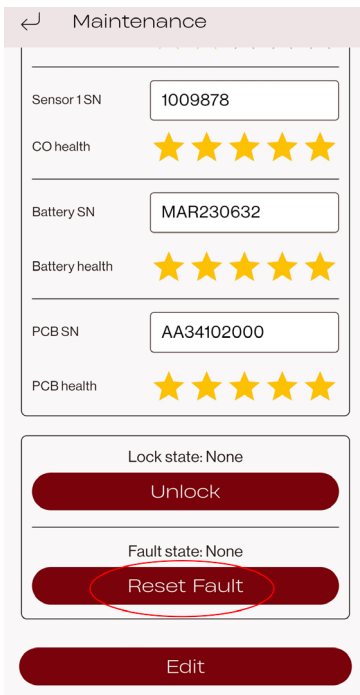 Maintenance
Sensor 1 SN
1009878
CO health
Battery SN
MAR230632
Battery health
PCB SN
AA34102000
PCB health
Lock state: None
Unlock
Fault state: None
Reset Fault
Edit